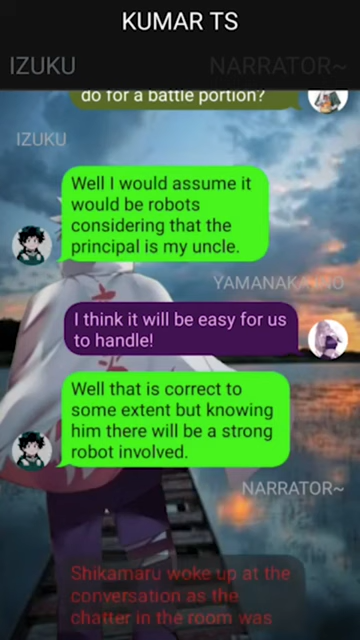 KUMAR TS
IZUKU
NARRATOR~
do for a battle portion?
IZUKU
Well I would assume it
would be robots
considering that the
principal is my uncle.
YAMANAKA INO
I think it will be easy for us
to handle!
Well that is correct to
some extent but knowing
him there will be a strong
robot involved.
NARRATOR~
Shikamaru woke up at the
conversation as the
chatter in the room was